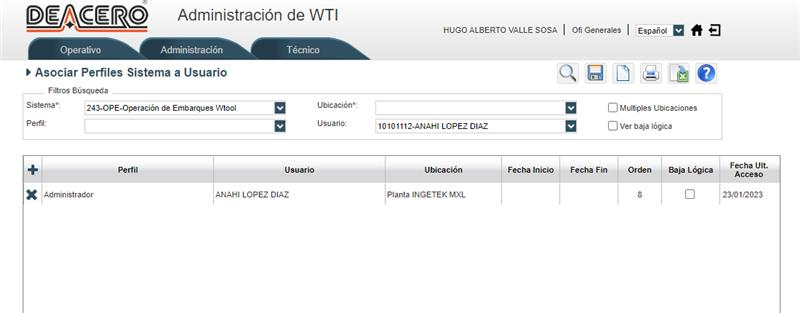 DEACERO
Administración de WTI
HUGO ALBERTO VALLE SOSA | Ofi Generales | Español
Operativo Administración Técnico
Asociar Perfiles Sistema a Usuario
Filtros Búsqueda
Sistema*: 243-OPE-Operación de Embarques Wtool Ubicación*: Multiples Ubicaciones
Perfil: Usuario: 10101112-ANAHI LOPEZ DIAZ Ver baja lógica
Perfil Usuario Ubicación Fecha Inicio Fecha Fin Orden Baja Lógica Fecha Ult. Acceso
Administrador ANAHI LOPEZ DIAZ Planta INGETEK MXL 8 23/01/2023